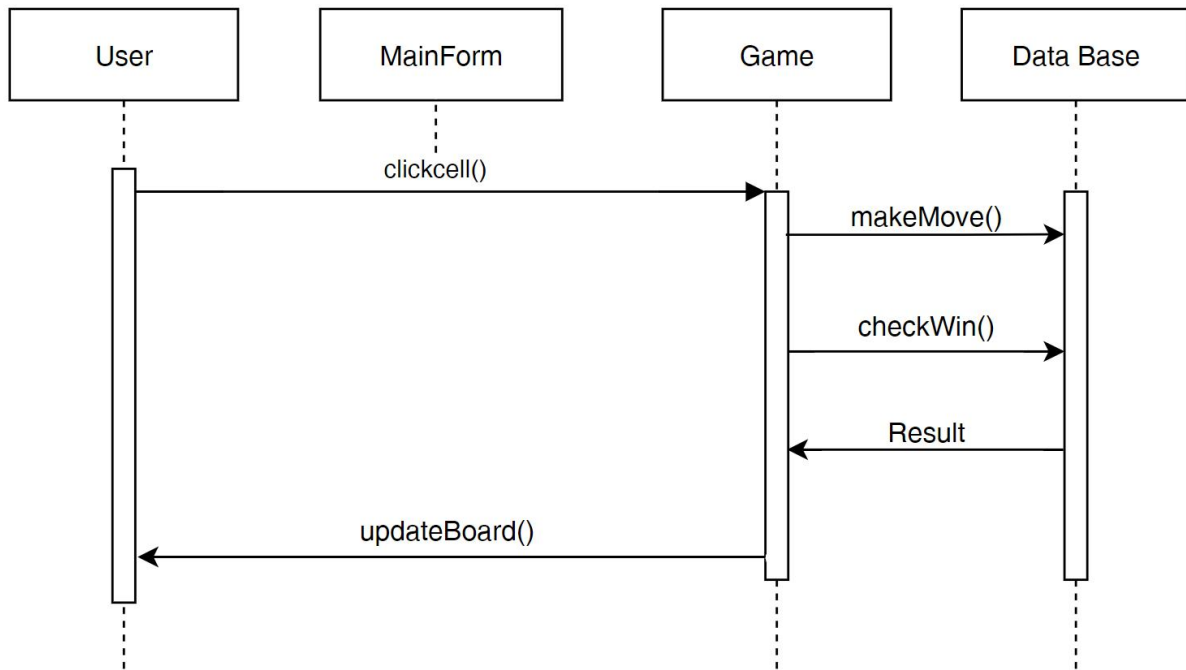 User
MainForm
Game
Data Base
clickcell()
makeMove()
checkWin()
Result
updateBoard()